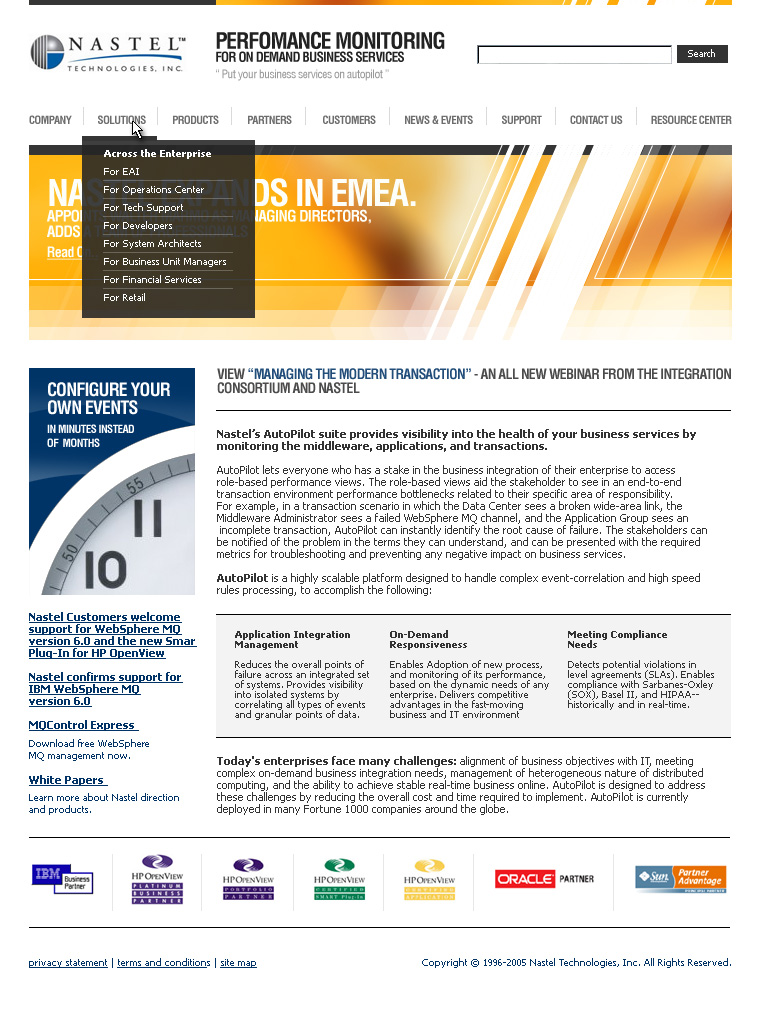 NASTEL™
TECHNOLOGIES, INC.
PERFOMANCE MONITORING
FOR ON DEMAND BUSINESS SERVICES
" Put your business services on autopilot "
Search
COMPANY
SOLUTIONS
PRODUCTS
PARTNERS
CUSTOMERS
NEWS & EVENTS
SUPPORT
CONTACT US
RESOURCE CENTER
Across the Enterprise
For EAI
For Operations Center
For Tech Support
For Developers
For System Architects
For Business Unit Managers
For Financial Services
For Retail
NASTEL EXPANDS IN EMEA.
MANAGING DIRECTORS,
ADDS
Read
CONFIGURE YOUR
OWN EVENTS
IN MINUTES INSTEAD
OF MONTHS
55
11
50
10
Nastel Customers welcome
support for WebSphere MQ
version 6.0 and the new Smar
Plug-In for HP OpenView
Nastel confirms support for
IBM WebSphere MQ
version 6.0
MQControl Express
Download free WebSphere
MQ management now.
White Papers
Learn more about Nastel direction
and products.
VIEW "MANAGING THE MODERN TRANSACTION" - AN ALL NEW WEBINAR FROM THE INTEGRATION
CONSORTIUM AND NASTEL
Nastel's AutoPilot suite provides visibility into the health of your business services by
monitoring the middleware, applications, and transactions.
AutoPilot lets everyone who has a stake in the business integration of their enterprise to access
role-based performance views. The role-based views aid the stakeholder to see in an end-to-end
transaction environment performance bottlenecks related to their specific area of responsibility.
For example, in a transaction scenario in which the Data Center sees a broken wide-area link, the
Middleware Administrator sees a failed WebSphere MQ channel, and the Application Group sees an
incomplete transaction, AutoPilot can instantly identify the root cause of failure. The stakeholders can
be notified of the problem in the terms they can understand, and can be presented with the required
metrics for troubleshooting and preventing any negative impact on business services.
AutoPilot is a highly scalable platform designed to handle complex event-correlation and high speed
rules processing, to accomplish the following:
Application Integration
Management
Reduces the overall points of
failure across an integrated set
of systems. Provides visibility
into isolated systems by
correlating all types of events
and granular points of data.
On-Demand
Responsiveness
Enables Adoption of new process,
and monitoring of its performance,
based on the dynamic needs of any
enterprise. Delivers competitive
advantages in the fast-moving
business and IT environment
Meeting Compliance
Needs
Detects potential violations in
level agreements (SLAs). Enables
compliance with Sarbanes-Oxley
(SOX), Basel II, and HIPAA--
historically and in real-time.
Today's enterprises face many challenges: alignment of business objectives with IT, meeting
complex on-demand business integration needs, management of heterogeneous nature of distributed
computing, and the ability to achieve stable real-time business online. AutoPilot is designed to address
these challenges by reducing the overall cost and time required to implement. AutoPilot is currently
deployed in many Fortune 1000 companies around the globe.
IBM Business
Partner
HP OPENVIEW
PLATINUM
BUSINESS
PARTNER
HP OPENVIEW
PORTFOLIO
PARTNER
HP OPENVIEW
CERTIFIED
SMART Plug-In
HP OPENVIEW
CERTIFIED
APPLICATION
ORACLE PARTNER
Sun Partner
Advantage
PRINCIPAL PARTNER
privacy statement | terms and conditions | site map
Copyright © 1996-2005 Nastel Technologies, Inc. All Rights Reserved.